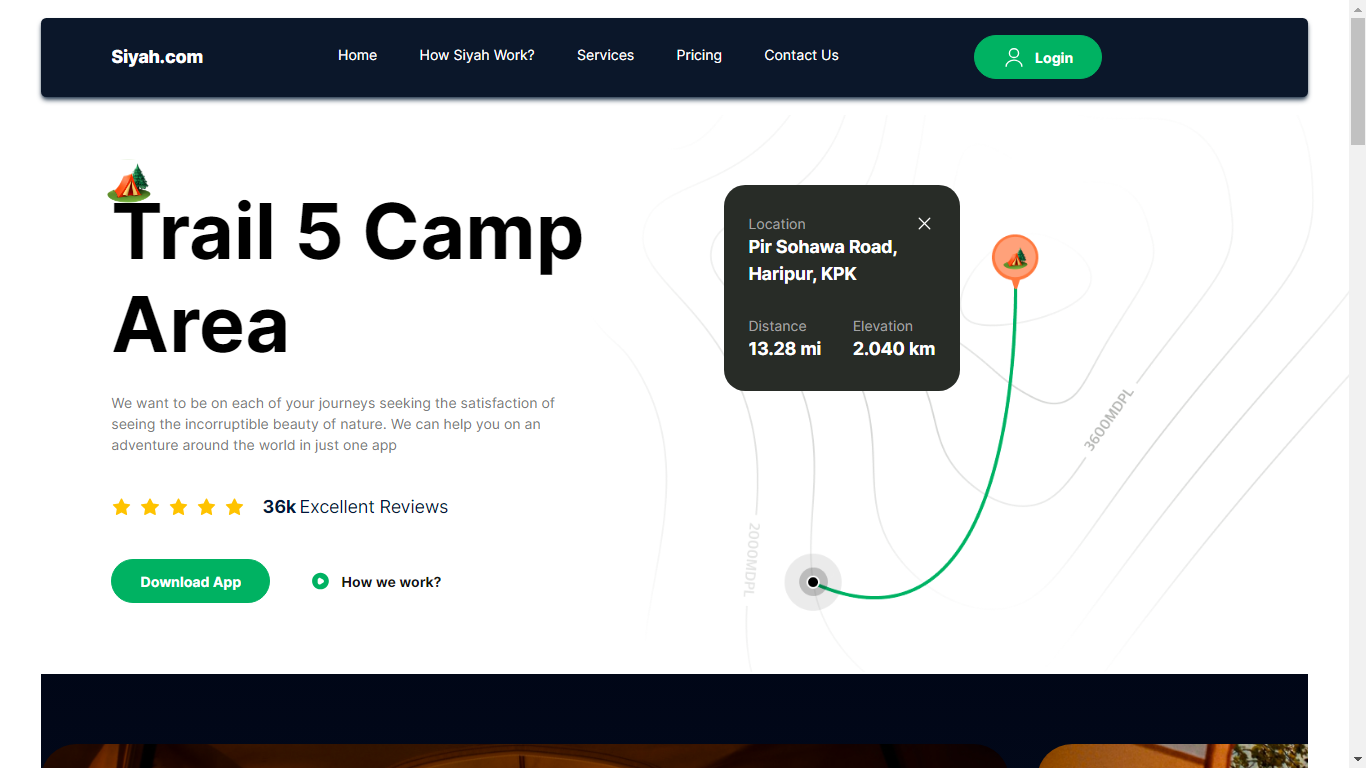 Siyah.com
Home
How Siyah Work?
Services
Pricing
Contact Us
Login
Trail 5 Camp
Area
We want to be on each of your journeys seeking the satisfaction of
seeing the incorruptible beauty of nature. We can help you on an
adventure around the world in just one app
36k Excellent Reviews
Download App
How we work?
Location
Pir Sohawa Road,
Haripur, KPK
Distance
Elevation
13.28 mi
2.040 km
3600MDPL
2000MDPL